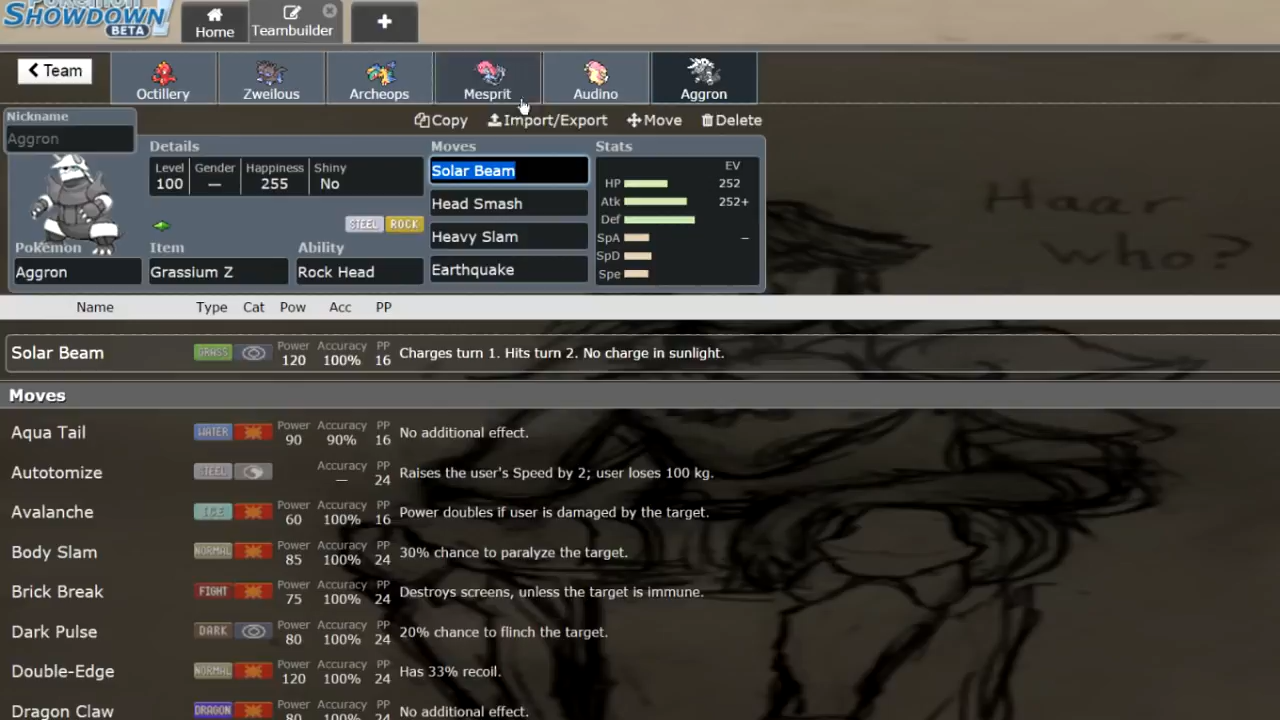 Pokémon
SHOWDOWN
BETA
Home
Teambuilder
+
< Team
Octillery
Zweilous
Archeops
Mesprit
Audino
Aggron
Copy Import/Export Move Delete
Nickname
Aggron
Details
Level Gender Happiness Shiny
100 — 255 No
STEEL ROCK
Pokémon Item Ability
Aggron Grassium Z Rock Head
Moves
Solar Beam
Head Smash
Heavy Slam
Earthquake
Stats
EV
HP 252
Atk 252+
Def
SpA –
SpD
Spe
Haar
who?
Name Type Cat Pow Acc PP
Solar Beam GRASS Power 120 Accuracy 100% PP 16 Charges turn 1. Hits turn 2. No charge in sunlight.
Moves
Aqua Tail WATER Power 90 Accuracy 90% PP 16 No additional effect.
Autotomize STEEL Accuracy — PP 24 Raises the user's Speed by 2; user loses 100 kg.
Avalanche ICE Power 60 Accuracy 100% PP 16 Power doubles if user is damaged by the target.
Body Slam NORMAL Power 85 Accuracy 100% PP 24 30% chance to paralyze the target.
Brick Break FIGHT Power 75 Accuracy 100% PP 24 Destroys screens, unless the target is immune.
Dark Pulse DARK Power 80 Accuracy 100% PP 24 20% chance to flinch the target.
Double-Edge NORMAL Power 120 Accuracy 100% PP 24 Has 33% recoil.
Dragon Claw DRAGON Power 80 Accuracy 100% PP 24 No additional effect.